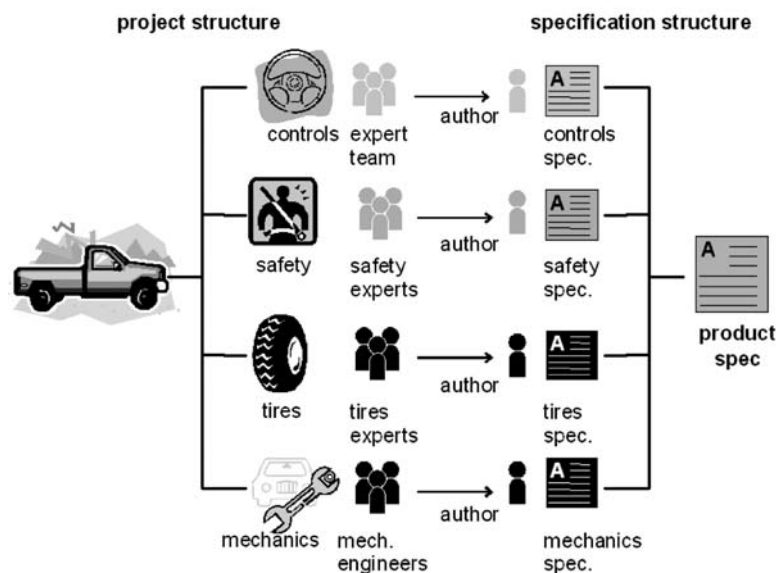 project structure
specification structure
controls
expert
team
author
A
controls
spec.
safety
safety
experts
author
A
safety
spec.
A
product
spec
tires
tires
experts
author
A
tires
spec.
mechanics
mech.
engineers
author
A
mechanics
spec.